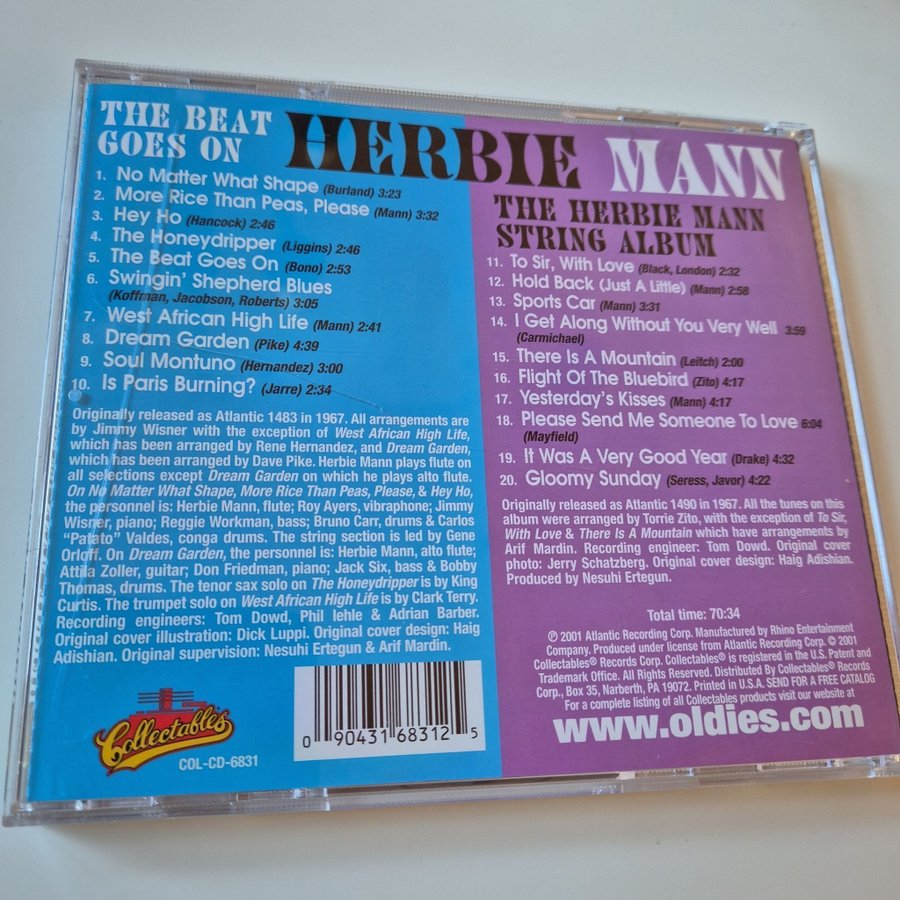 THE BEAT
GOES ON
HERBIE MANN
1. No Matter What Shape (Burland) 3:23
2. More Rice Than Peas, Please (Mann) 3:32
3. Hey Ho (Hancock) 2:46
4. The Honeydripper (Liggins) 2:46
5. The Beat Goes On (Bono) 2:53
6. Swingin' Shepherd Blues
(Koffman, Jacobson, Roberts) 3:05
7. West African High Life (Mann) 2:41
8. Dream Garden (Pike) 4:39
9. Soul Montuno (Hernandez) 3:00
10. Is Paris Burning? (Jarre) 2:34
Originally released as Atlantic 1483 in 1967. All arrangements are
by Jimmy Wisner with the exception of West African High Life,
which has been arranged by Rene Hernandez, and Dream Garden,
which has been arranged by Dave Pike. Herbie Mann plays flute on
all selections except Dream Garden on which he plays alto flute.
On No Matter What Shape, More Rice Than Peas, Please, & Hey Ho,
the personnel is: Herbie Mann, flute; Roy Ayers, vibraphone; Jimmy
Wisner, piano; Reggie Workman, bass; Bruno Carr, drums & Carlos
"Patato" Valdes, conga drums. The string section is led by Gene
Orloff. On Dream Garden, the personnel is: Herbie Mann, alto flute;
Attila Zoller, guitar; Don Friedman, piano; Jack Six, bass & Bobby
Thomas, drums. The tenor sax solo on The Honeydripper is by King
Curtis. The trumpet solo on West African High Life is by Clark Terry.
Recording engineers: Tom Dowd, Phil Iehle & Adrian Barber.
Original cover illustration: Dick Luppi. Original cover design: Haig
Adishian. Original supervision: Nesuhi Ertegun & Arif Mardin.
Collectables
COL-CD-6831
0 90431 68312 5
THE HERBIE MANN
STRING ALBUM
11. To Sir, With Love (Black, London) 2:32
12. Hold Back (Just A Little) (Mann) 2:58
13. Sports Car (Mann) 3:31
14. I Get Along Without You Very Well 3:59
(Carmichael)
15. There Is A Mountain (Leitch) 2:00
16. Flight Of The Bluebird (Zito) 4:17
17. Yesterday's Kisses (Mann) 4:17
18. Please Send Me Someone To Love 6:04
(Mayfield)
19. It Was A Very Good Year (Drake) 4:32
20. Gloomy Sunday (Seress, Javor) 4:22
Originally released as Atlantic 1490 in 1967. All the tunes on this
album were arranged by Torrie Zito, with the exception of To Sir,
With Love & There Is A Mountain which have arrangements by
Arif Mardin. Recording engineer: Tom Dowd. Original cover
photo: Jerry Schatzberg. Original cover design: Haig Adishian.
Produced by Nesuhi Ertegun.
Total time: 70:34
℗ 2001 Atlantic Recording Corp. Manufactured by Rhino Entertainment
Company. Produced under license from Atlantic Recording Corp. © 2001
Collectables® Records Corp. Collectables® is registered in the U.S. Patent and
Trademark Office. All Rights Reserved. Distributed By Collectables® Records
Corp., Box 35, Narberth, PA 19072. Printed in U.S.A. SEND FOR A FREE CATALOG
For a complete listing of all Collectables products visit our website at
www.oldies.com